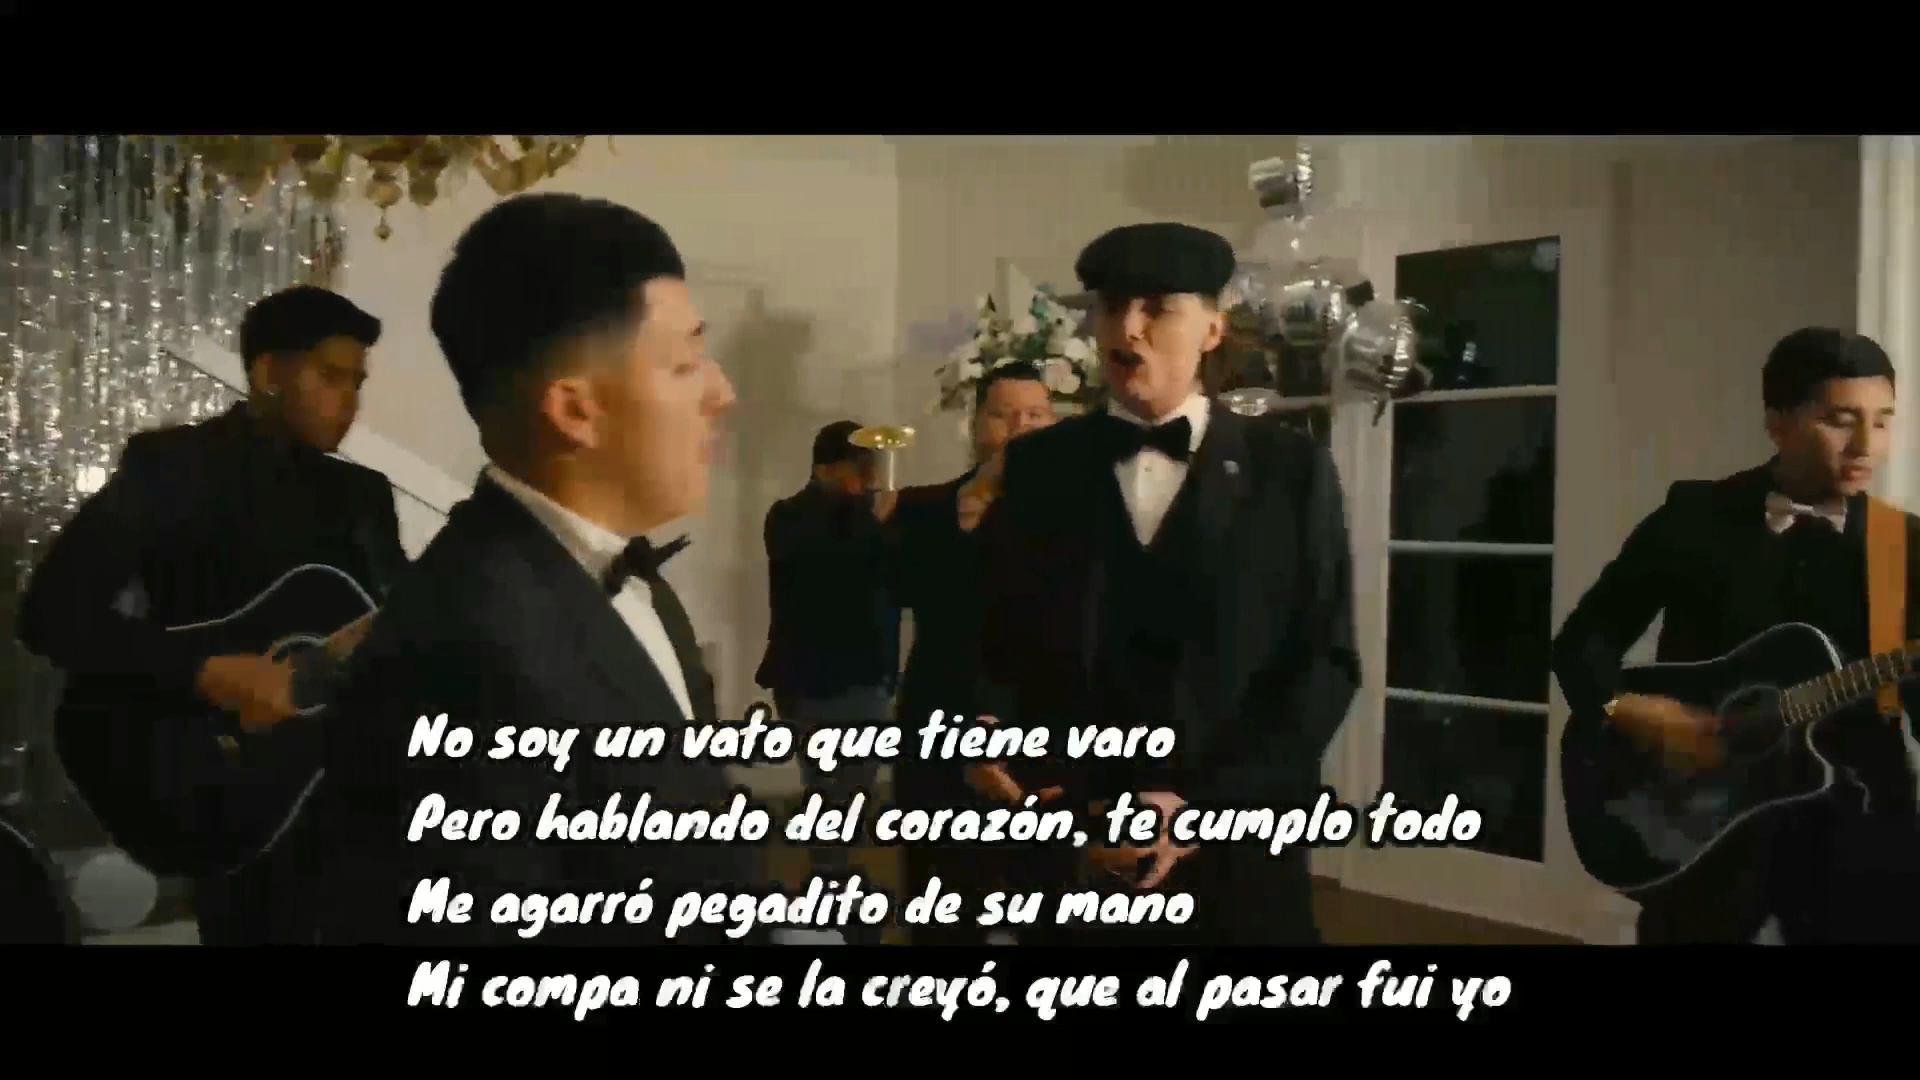 No soy un vato que tiene varo
Pero hablando del corazón, te cumplo todo
Me agarró pegadito de su mano
Mi compa ni se la creyó, que al pasar fui yo